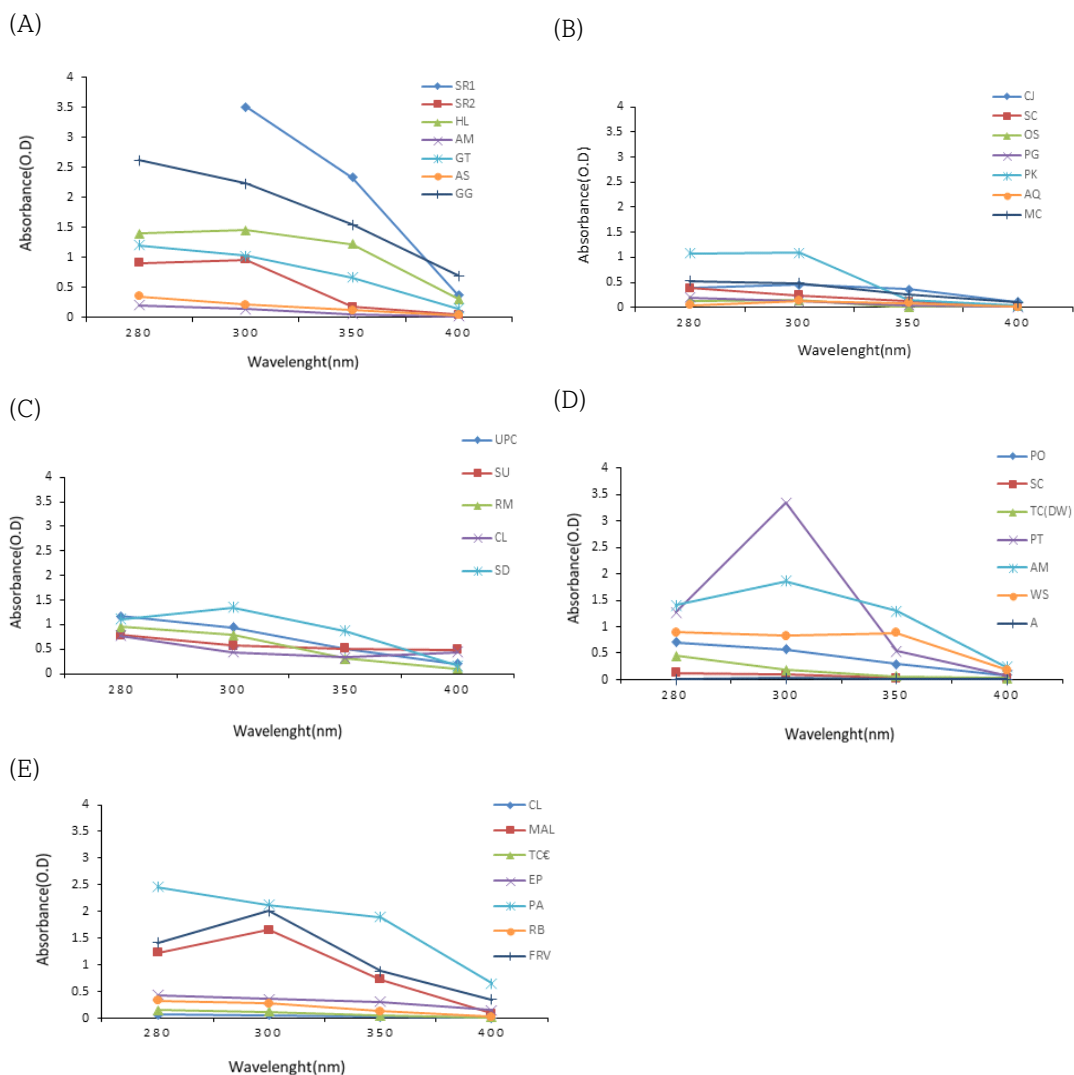 (A)
4
3.5
3
2.5
2
1.5
1
0.5
0
Absorbance(O.D)
280 300 350 400
Wavelenght(nm)
SR1
SR2
HL
AM
GT
AS
GG
(B)
4
3.5
3
2.5
2
1.5
1
0.5
0
Absorbance(O.D)
280 300 350 400
Wavelenght(nm)
CJ
SC
OS
PG
PK
AQ
MC
(C)
4
3.5
3
2.5
2
1.5
1
0.5
0
Absorbance(O.D)
280 300 350 400
Wavelenght(nm)
UPC
SU
RM
CL
SD
(D)
4
3.5
3
2.5
2
1.5
1
0.5
0
Absorbance(O.D)
280 300 350 400
Wavelenght(nm)
PO
SC
TC(DW)
PT
AM
WS
A
(E)
4
3.5
3
2.5
2
1.5
1
0.5
0
Absorbance(O.D)
280 300 350 400
Wavelenght(nm)
CL
MAL
TC€
EP
PA
RB
FRV